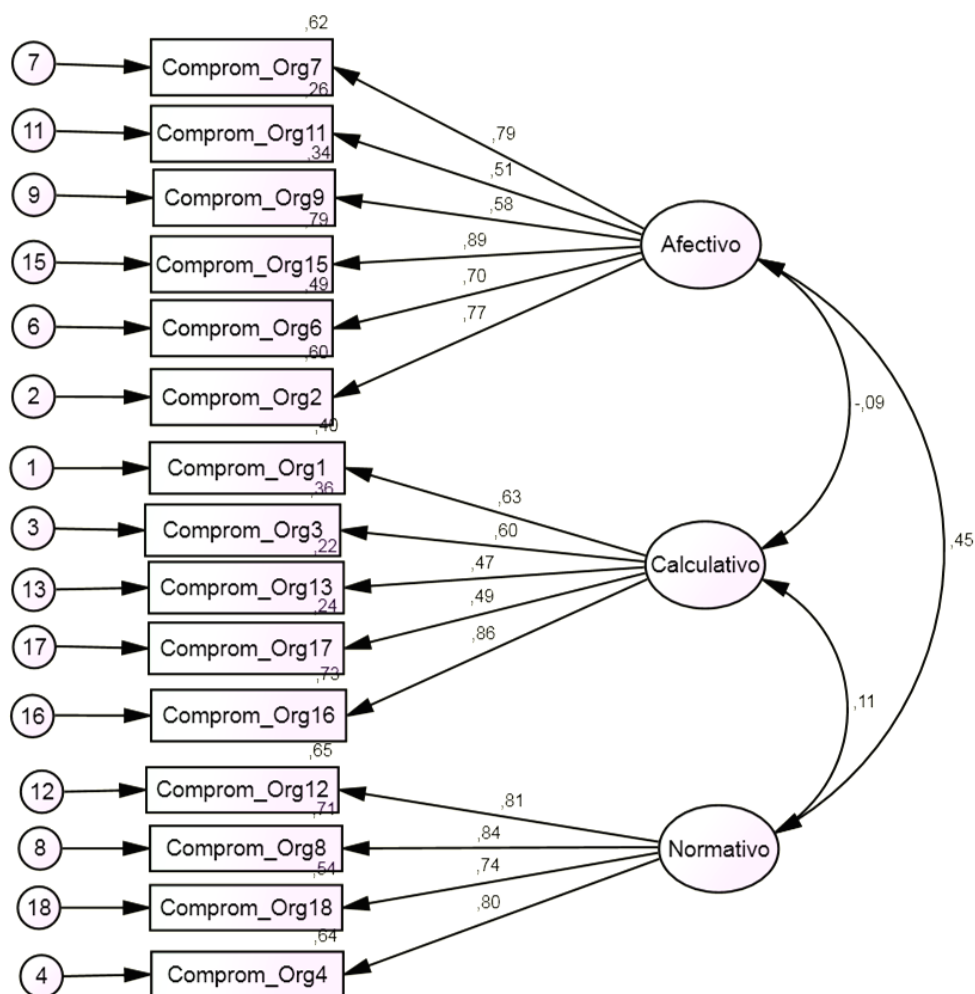 ,62
7 Comprom_Org7
,26
,79
11 Comprom_Org11
,34
,51
9 Comprom_Org9
,79
,58
Afectivo
15 Comprom_Org15
,49
,89
6 Comprom_Org6
,60
,70
2 Comprom_Org2
,40
,77
-,09
1 Comprom_Org1
,36
,63
3 Comprom_Org3
,22
,60
,45
13 Comprom_Org13
,24
,47
Calculativo
17 Comprom_Org17
,73
,49
16 Comprom_Org16
,86
,11
,65
12 Comprom_Org12
,71
,81
8 Comprom_Org8
,54
,84
Normativo
18 Comprom_Org18
,64
,74
4 Comprom_Org4
,80